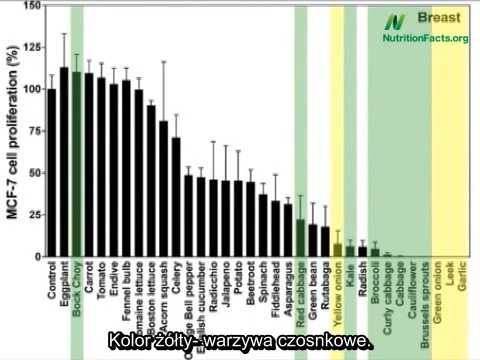 150
Breast
NutritionFacts.org
125
100
75
50
25
0
MCF-7 cell proliferation (%)
Control
Eggplant
Bock Choy
Carrot
Tomato
Endive
Fennel bulb
omaine lettuce
Boston lettuce
Acorn squash
Celery
Bell pepper
English cucumber
Radicchio
Jalapeno
Potato
Beetroot
Spinach
Fiddlehead
Asparagus
Red cabbage
Green bean
Rutabaga
Yellow onion
Kale
Radish
Broccoli
Curly cabbage
Cabbage
Cauliflower
Brussels sprouts
Green onion
Leek
Garlic
Kolor żółty- warzywa czosnkowe.